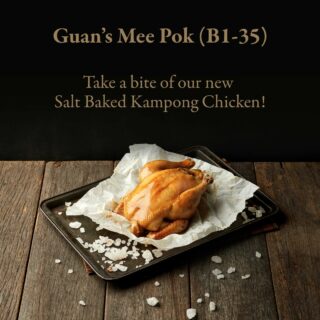 Guan's Mee Pok (B1-35)
Take a bite of our new
Salt Baked Kampong Chicken!